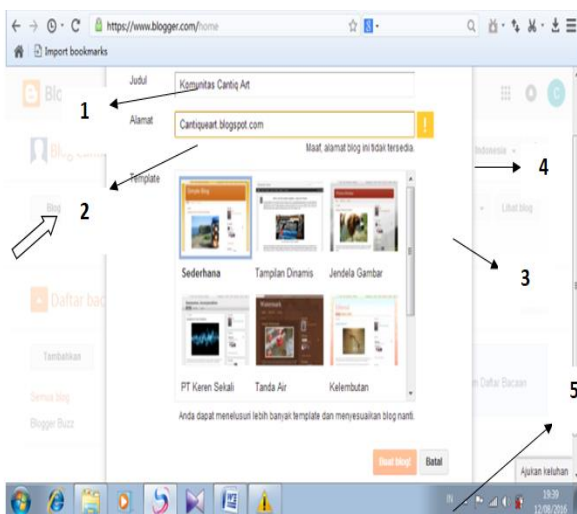 https://www.blogger.com/home
Import bookmarks
Judul
Komunitas Cantiq Art
1
Alamat
Cantiqueart.blogspot.com
!
Maaf, alamat blog ini tidak tersedia.
Indonesia
4
Blog
2
Template
Lihat blog
Sederhana
Tampilan Dinamis
Jendela Gambar
3
Daftar bac
Tambahkan
PT Keren Sekali
Tanda Air
Kelembutan
n Daftar Bacaan
5
Semua blog
Blogger Buzz
Anda dapat menelusuri lebih banyak template dan menyesuaikan blog nanti.
Buat blog!
Batal
Ajukan keluhan
IN
19:39
12/08/2016